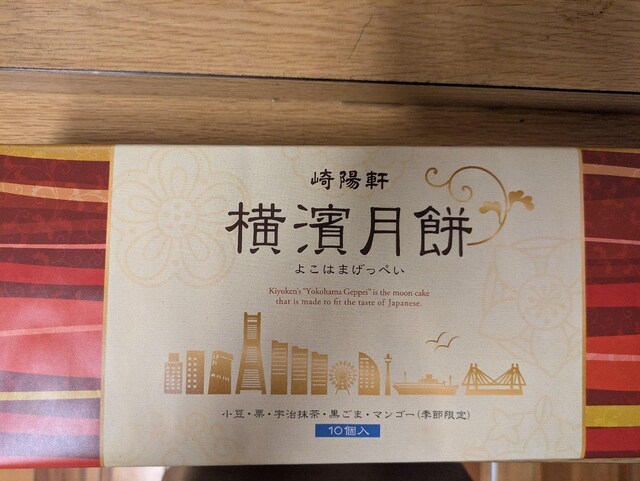 崎陽軒
横濱月餅
よこはまげっぺい
Kiyoken's "Yokohama Geppei" is the moon cake
that is made to fit the taste of Japanese.
小豆・栗・宇治抹茶・黒ごま・マンゴー(季節限定)
10個入